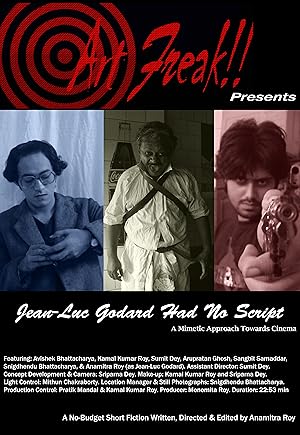 Art Freak!!
Presents
Jean-Luc Godard Had No Script
A Mimetic Approach Towards Cinema
Featuring: Avishek Bhattacharya, Kamal Kumar Roy, Sumit Dey, Arupratan Ghosh, Sangbit Samaddar,
Snigdhendu Bhattacharya, & Anamitra Roy (as Jean-Luc Godard). Assistant Director: Sumit Dey,
Concept Development & Camera: Sriparna Dey. Make-up: Kamal Kumar Roy and Sriparna Dey,
Light Control: Mithun Chakraborty. Location Manager & Still Photographs: Snigdhendu Bhattacharya.
Production Control: Pratik Mandal & Kamal Kumar Roy. Producer: Monomita Roy. Duration: 22:53 min
A No-Budget Short Fiction Written, Directed & Edited by Anamitra Roy